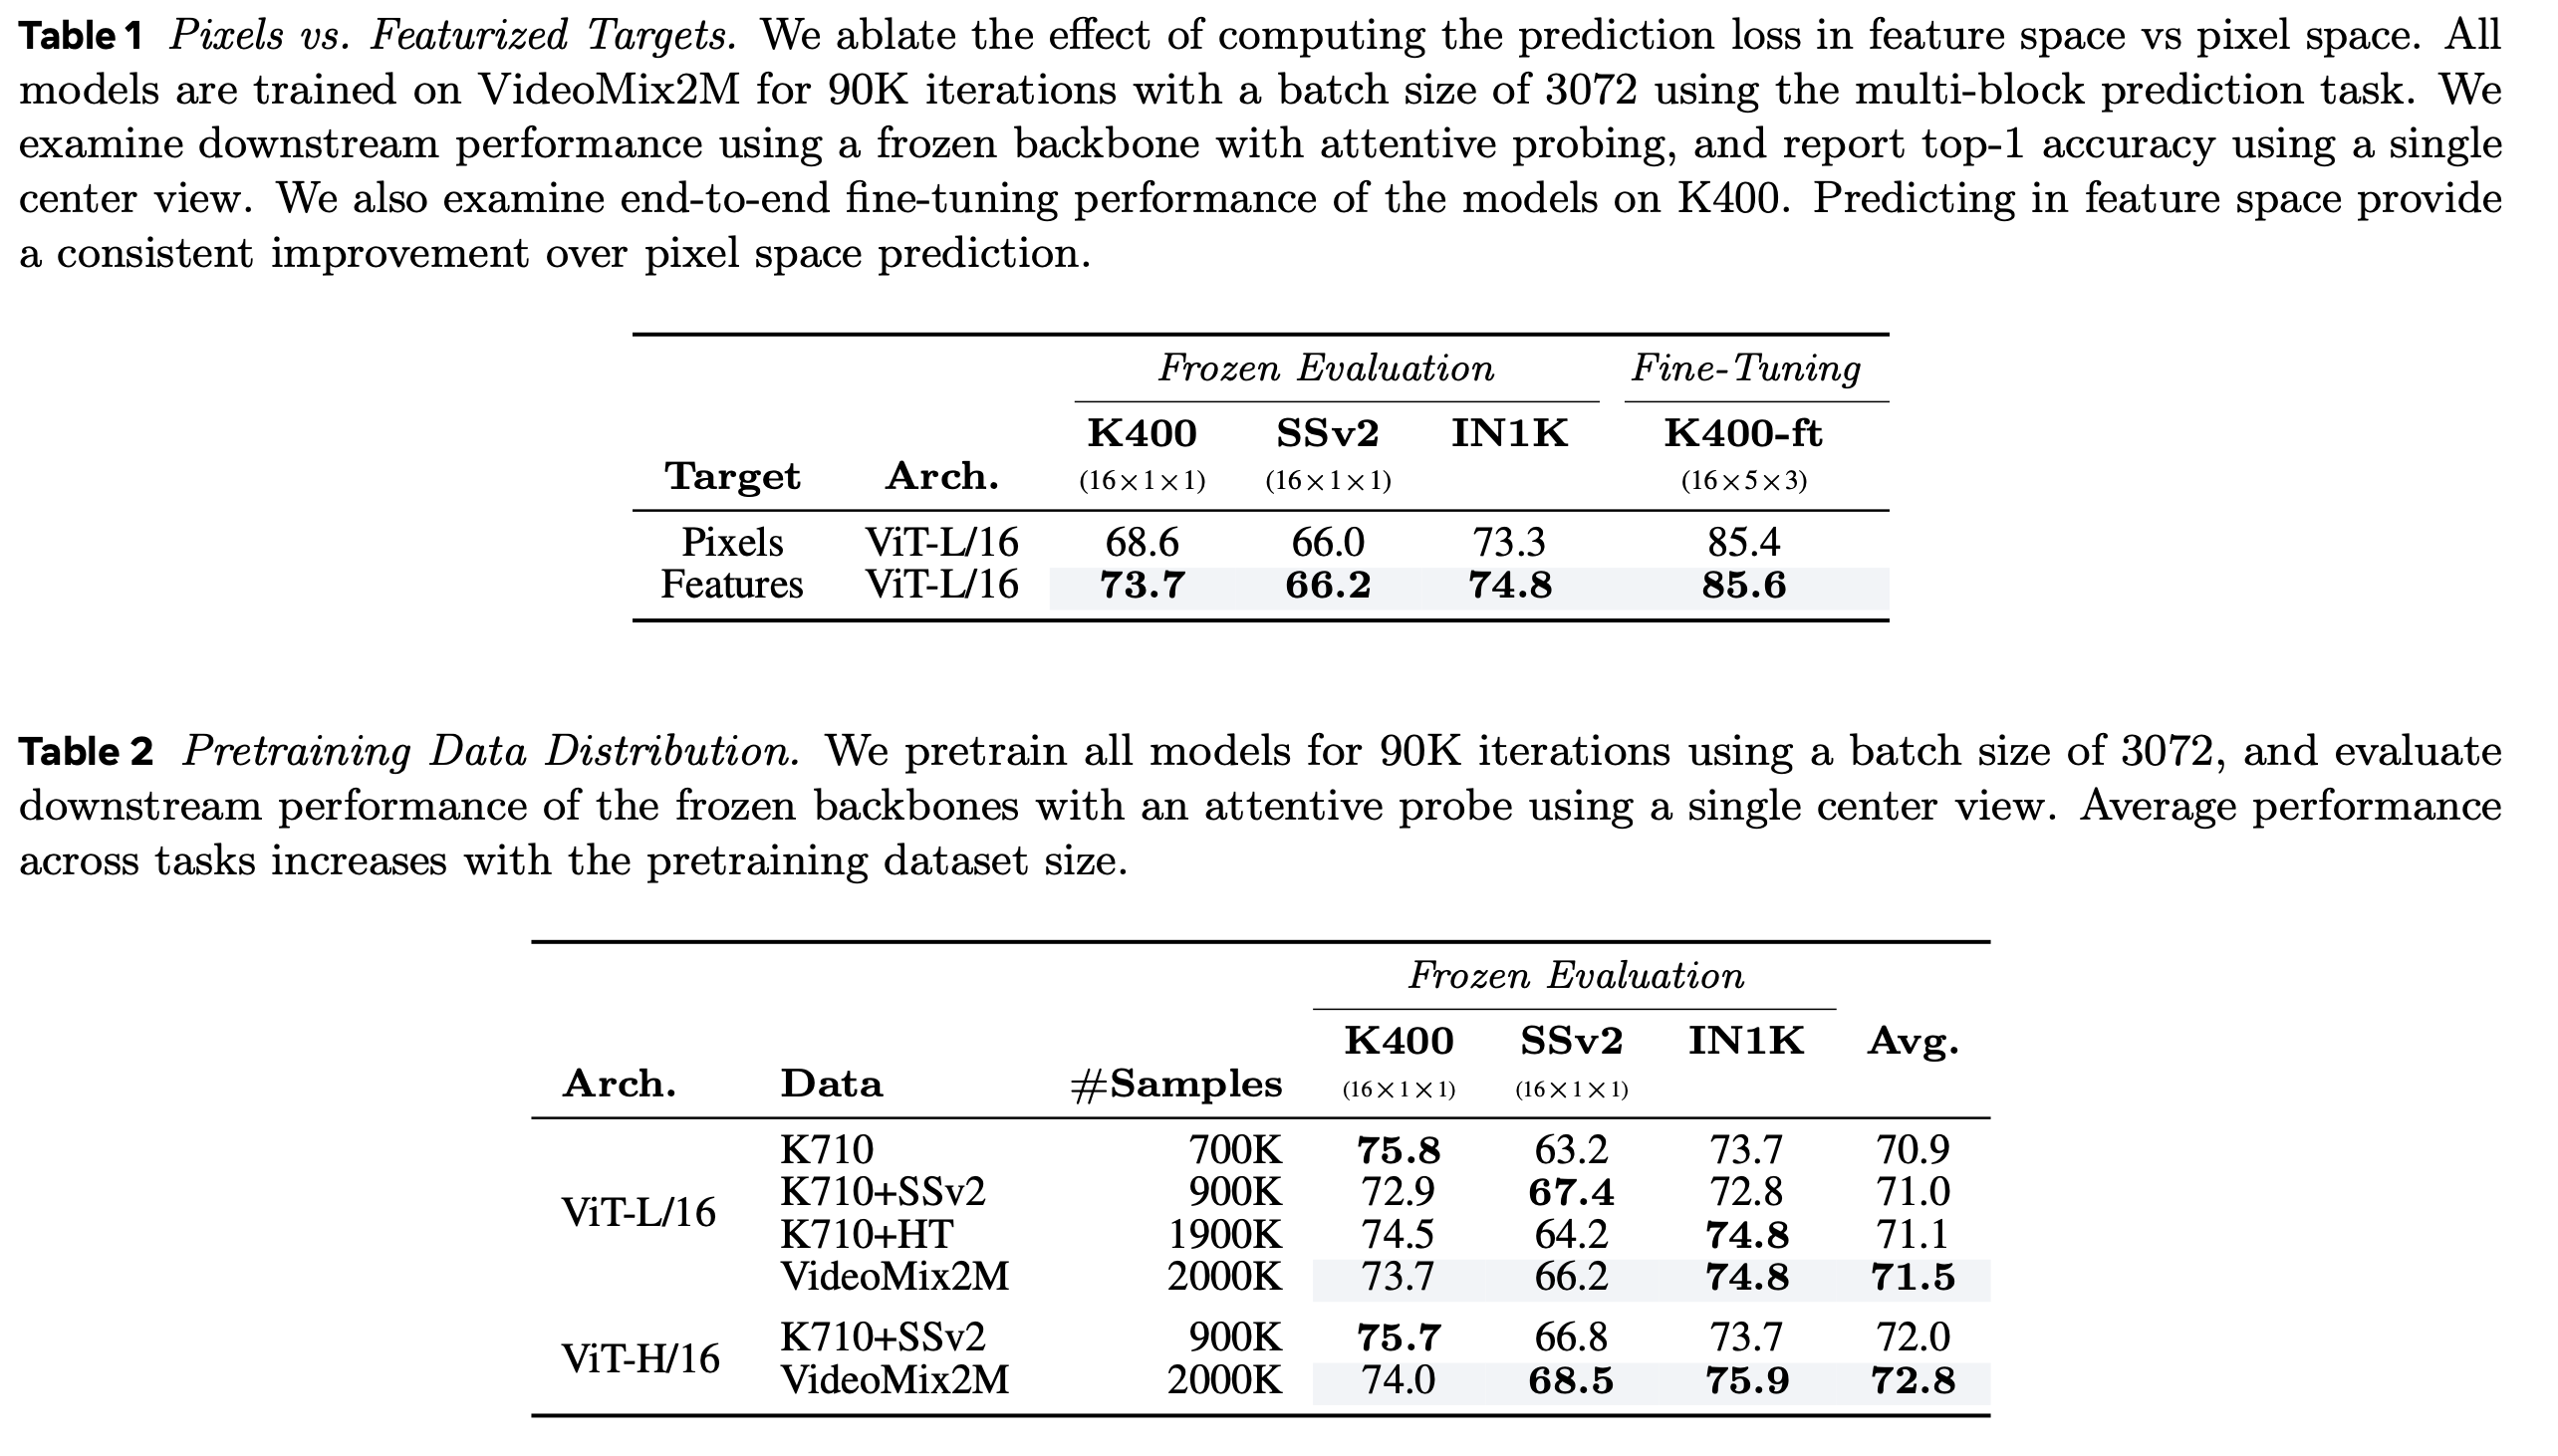 Table 1 Pixels vs. Featurized Targets. We ablate the effect of computing the prediction loss in feature space vs pixel space. All
models are trained on VideoMix2M for 90K iterations with a batch size of 3072 using the multi-block prediction task. We
examine downstream performance using a frozen backbone with attentive probing, and report top-1 accuracy using a single
center view. We also examine end-to-end fine-tuning performance of the models on K400. Predicting in feature space provide
a consistent improvement over pixel space prediction.
Frozen Evaluation Fine-Tuning
K400 SSv2 IN1K K400-ft
Target Arch. (16×1×1) (16×1×1) (16×5×3)
Pixels ViT-L/16 68.6 66.0 73.3 85.4
Features ViT-L/16 73.7 66.2 74.8 85.6
Table 2 Pretraining Data Distribution. We pretrain all models for 90K iterations using a batch size of 3072, and evaluate
downstream performance of the frozen backbones with an attentive probe using a single center view. Average performance
across tasks increases with the pretraining dataset size.
Frozen Evaluation
K400 SSv2 IN1K Avg.
Arch. Data #Samples (16×1×1) (16×1×1)
K710 700K 75.8 63.2 73.7 70.9
K710+SSv2 900K 72.9 67.4 72.8 71.0
ViT-L/16
K710+HT 1900K 74.5 64.2 74.8 71.1
VideoMix2M 2000K 73.7 66.2 74.8 71.5
K710+SSv2 900K 75.7 66.8 73.7 72.0
ViT-H/16
VideoMix2M 2000K 74.0 68.5 75.9 72.8